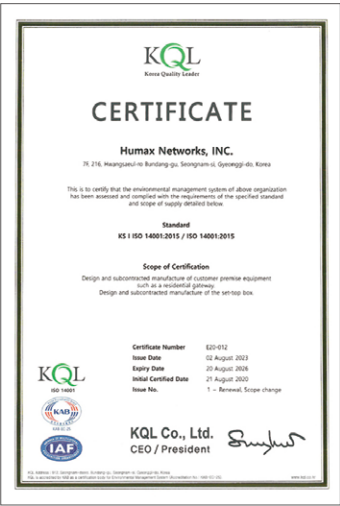 KQL
Korea Quality Leader
CERTIFICATE
Humax Networks, INC.
7F, 216, Hwangsaeul-ro Bundang-gu, Seongnam-si, Gyeonggi-do, Korea
This is to certify that the environmental management system of above organization
has been assessed and complied with the requirements of the specified standard
and scope of supply detailed below.
Standard
KS I ISO 14001:2015 / ISO 14001:2015
Scope of Certification
Design and subcontracted manufacture of customer premise equipment
such as a residential gateway.
Design and subcontracted manufacture of the set-top box.
Certificate Number E20-012
Issue Date 02 August 2023
Expiry Date 20 August 2026
Initial Certified Date 21 August 2020
Issue No. 1 – Renewal, Scope change
KQL
ISO 14001
KAB
IAF
KQL Co., Ltd.
CEO / President